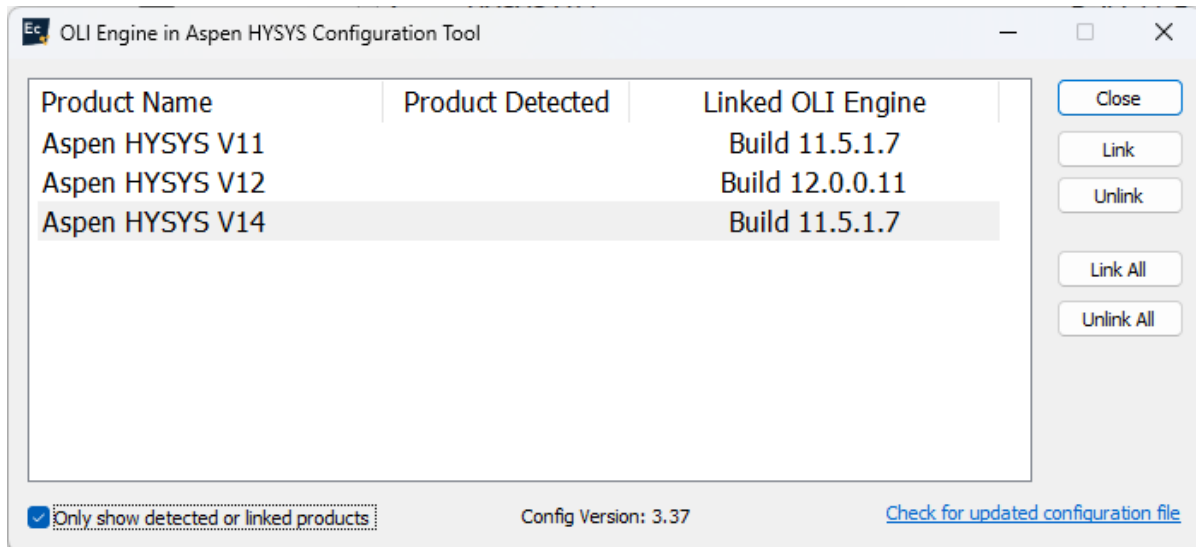 Ec
OLI Engine in Aspen HYSYS Configuration Tool
Product Name Product Detected Linked OLI Engine
Aspen HYSYS V11 Build 11.5.1.7
Aspen HYSYS V12 Build 12.0.0.11
Aspen HYSYS V14 Build 11.5.1.7
Close
Link
Unlink
Link All
Unlink All
Only show detected or linked products
Config Version: 3.37
Check for updated configuration file